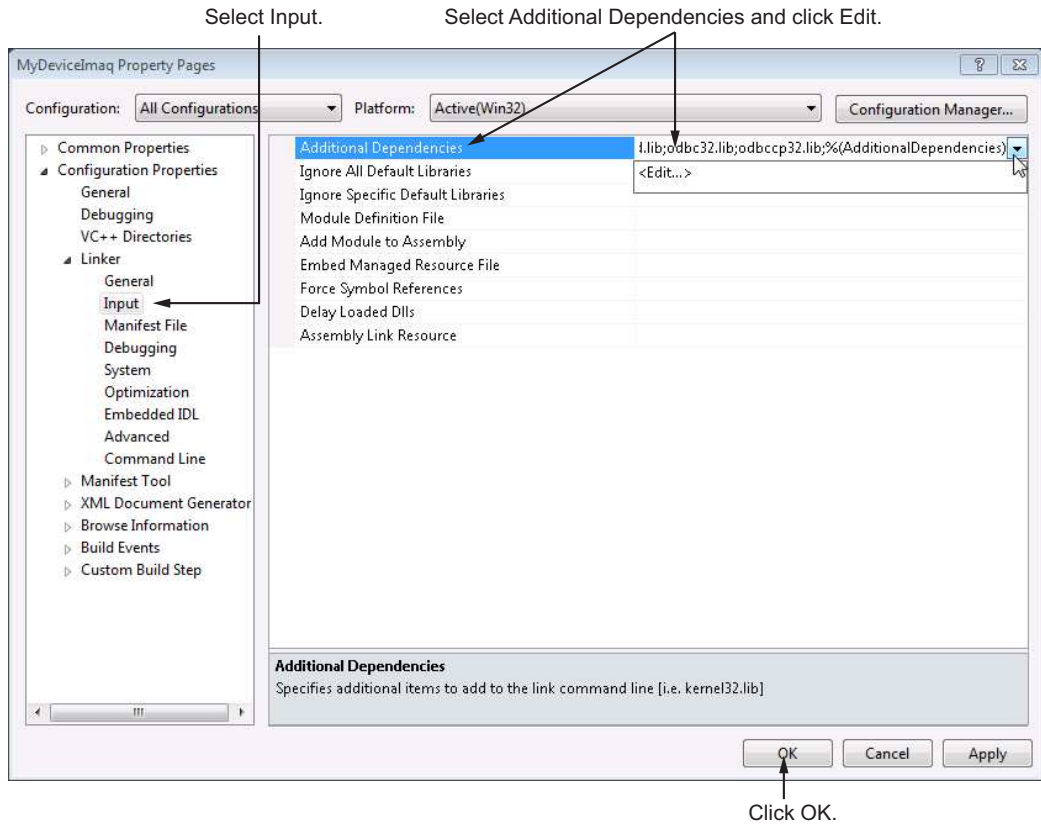 Select Input. Select Additional Dependencies and click Edit.
MyDeviceImaq Property Pages
Configuration: All Configurations Platform: Active(Win32) Configuration Manager...
Common Properties
Configuration Properties
General
Debugging
VC++ Directories
Linker
General
Input
Manifest File
Debugging
System
Optimization
Embedded IDL
Advanced
Command Line
Manifest Tool
XML Document Generator
Browse Information
Build Events
Custom Build Step
Additional Dependencies l.lib;odbc32.lib;odbccp32.lib;%(AdditionalDependencies)
Ignore All Default Libraries <Edit...>
Ignore Specific Default Libraries
Module Definition File
Add Module to Assembly
Embed Managed Resource File
Force Symbol References
Delay Loaded Dlls
Assembly Link Resource
Additional Dependencies
Specifies additional items to add to the link command line [i.e. kernel32.lib]
OK Cancel Apply
Click OK.